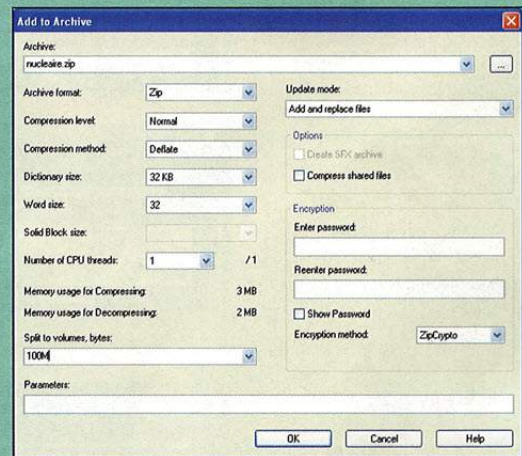 Add to Archive
Archive:
nucleaire.zip
...
Archive format:
Zip
Compression level:
Normal
Compression method:
Deflate
Dictionary size:
32 KB
Word size:
32
Solid Block size:
Number of CPU threads:
1
/ 1
Memory usage for Compressing:
3 MB
Memory usage for Decompressing:
2 MB
Split to volumes, bytes:
100M
Update mode:
Add and replace files
Options
Create SFX archive
Compress shared files
Encryption
Enter password:
Reenter password:
Show Password
Encryption method:
ZipCrypto
Parameters:
OK
Cancel
Help